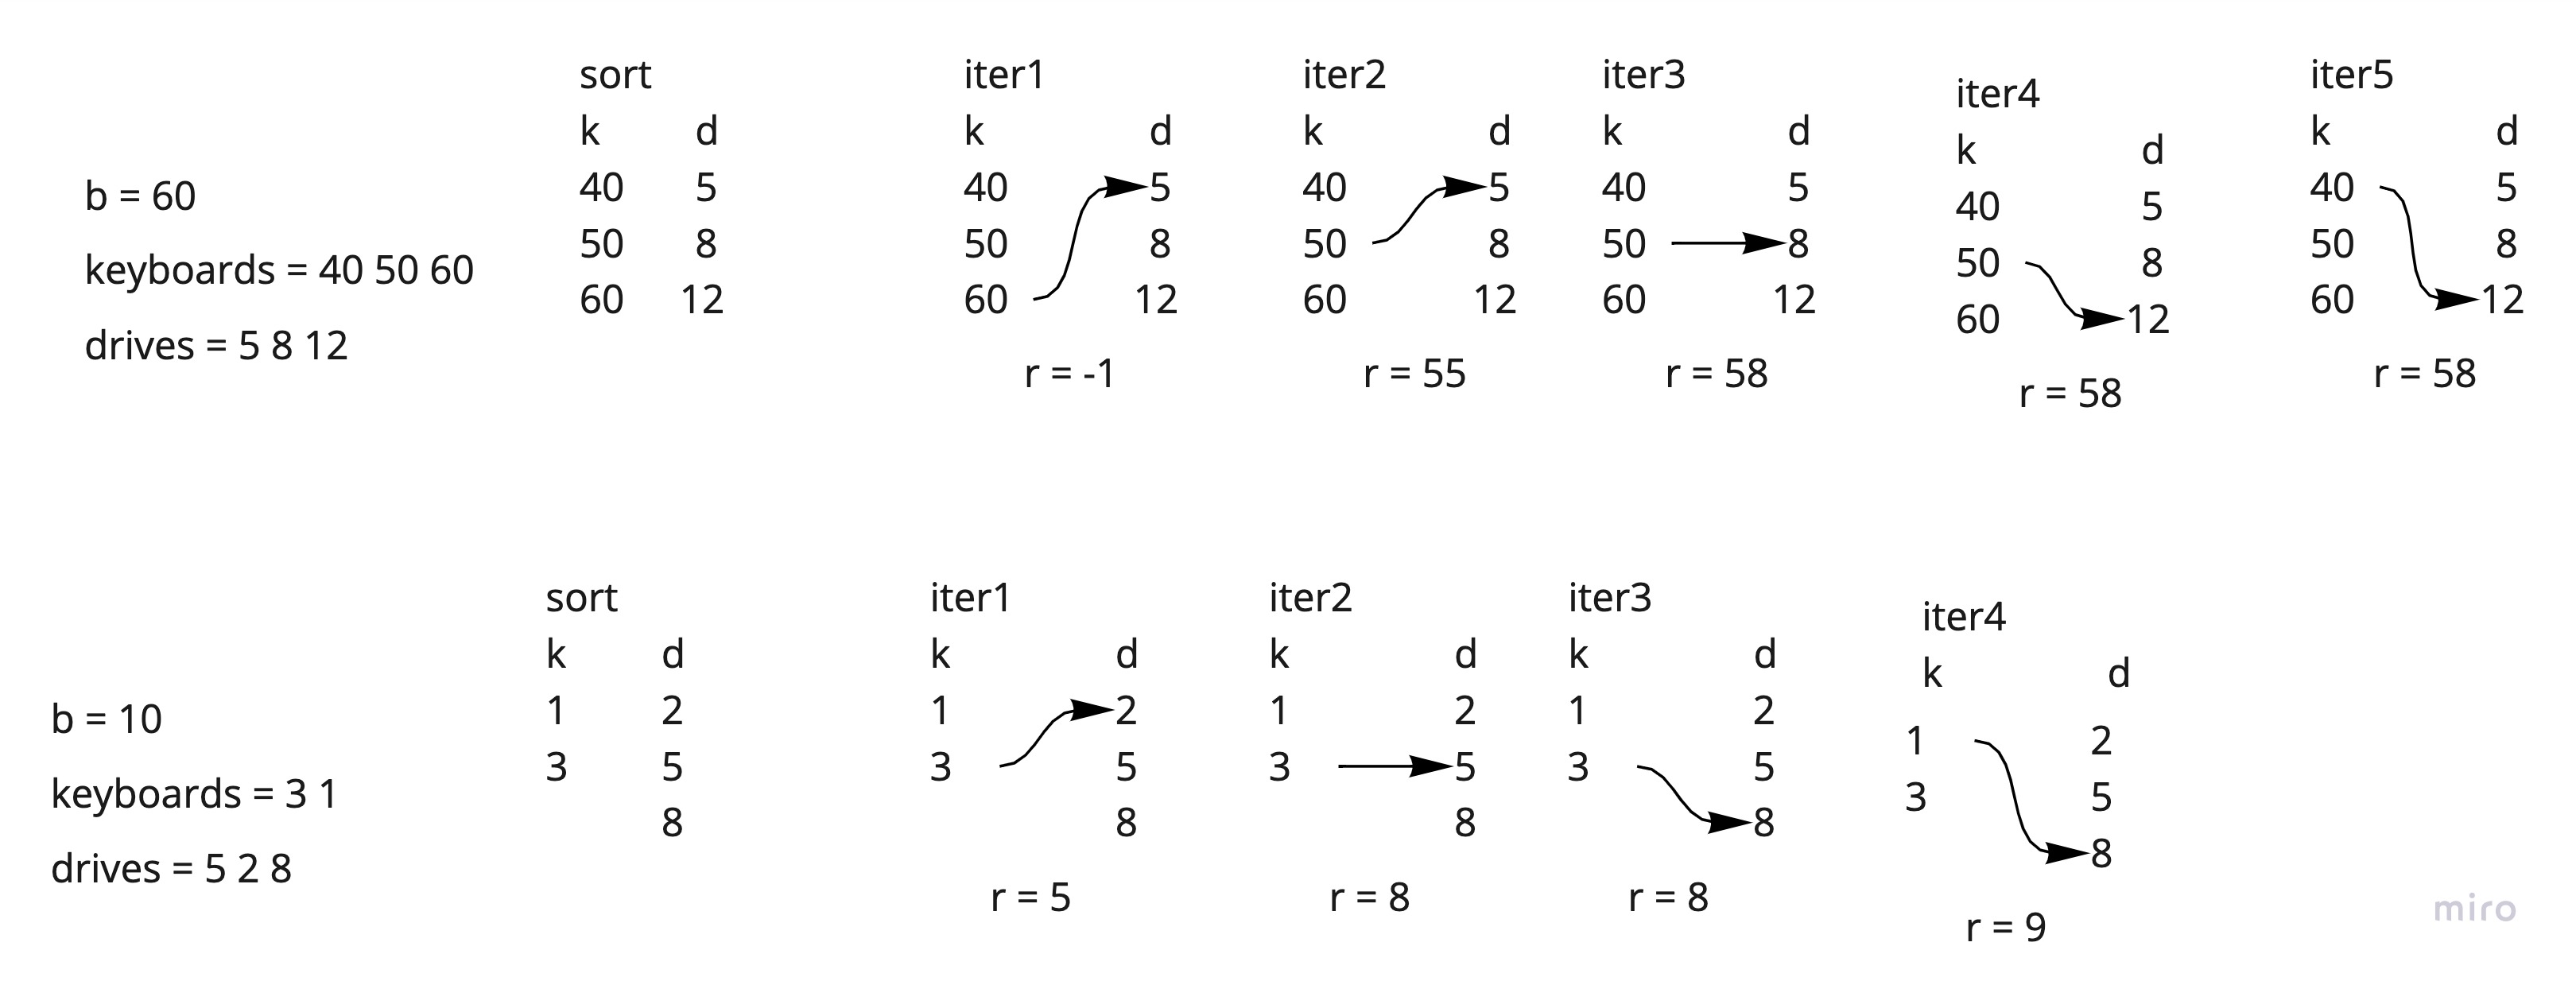 b = 60
keyboards = 40 50 60
drives = 5 8 12
sort
k d
40 5
50 8
60 12
iter1
k d
40 5
50 8
60 12
r = -1
iter2
k d
40 5
50 8
60 12
r = 55
iter3
k d
40 5
50 8
60 12
r = 58
iter4
k d
40 5
50 8
60 12
r = 58
iter5
k d
40 5
50 8
60 12
r = 58
b = 10
keyboards = 3 1
drives = 5 2 8
sort
k d
1 2
3 5
8
iter1
k d
1 2
3 5
8
r = 5
iter2
k d
1 2
3 5
8
r = 8
iter3
k d
1 2
3 5
8
r = 8
iter4
k d
1 2
3 5
8
r = 9
miro